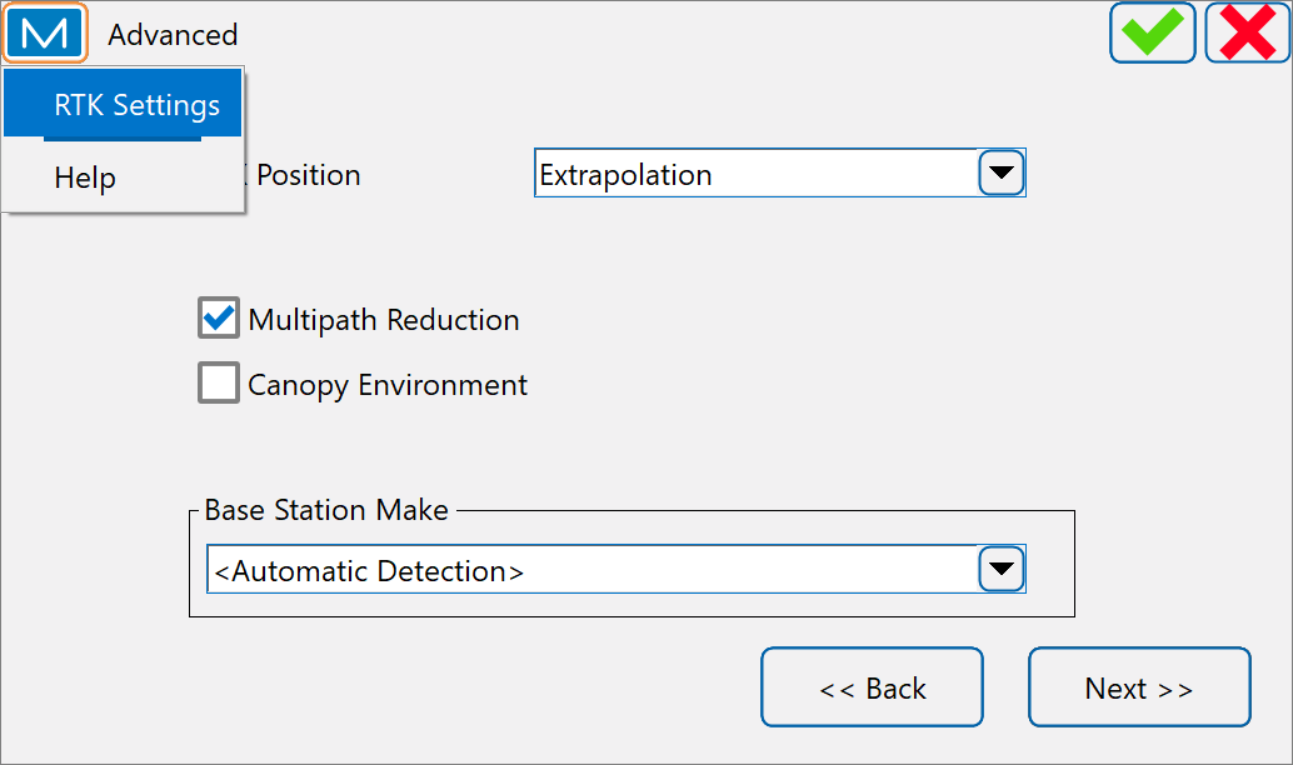 Advanced
RTK Settings
Help
Position
Extrapolation
Multipath Reduction
Canopy Environment
Base Station Make
<Automatic Detection>
<< Back
Next >>